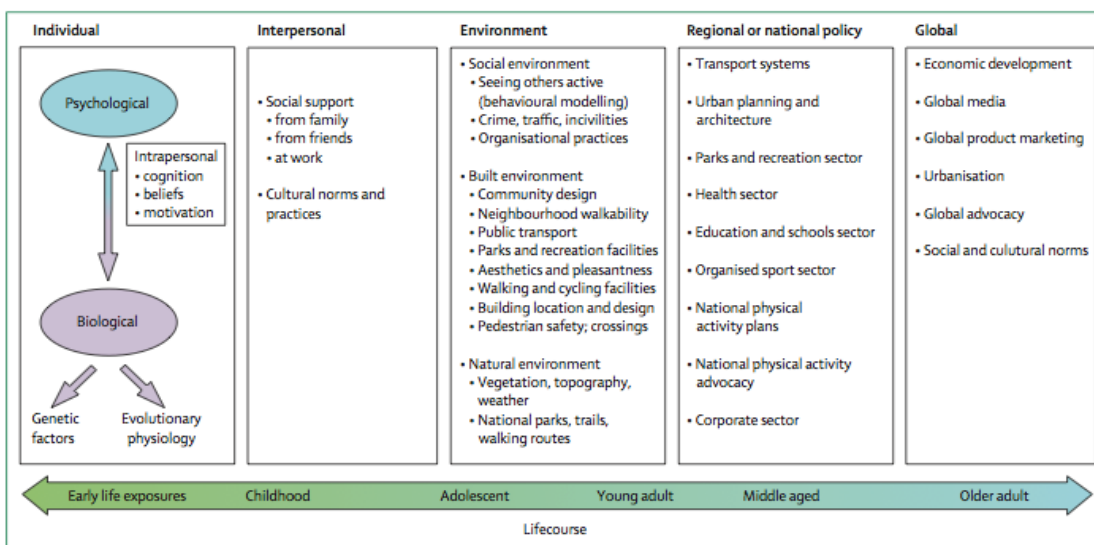 Individual
Psychological
Intrapersonal
• cognition
• beliefs
• motivation
Biological
Genetic
factors
Evolutionary
physiology
Interpersonal
• Social support
• from family
• from friends
• at work
• Cultural norms and
practices
Environment
• Social environment
• Seeing others active
(behavioural modelling)
• Crime, traffic, incivilities
• Organisational practices
• Built environment
• Community design
• Neighbourhood walkability
• Public transport
• Parks and recreation facilities
• Aesthetics and pleasantness
• Walking and cycling facilities
• Building location and design
• Pedestrian safety; crossings
• Natural environment
• Vegetation, topography,
weather
• National parks, trails,
walking routes
Regional or national policy
• Transport systems
• Urban planning and
architecture
• Parks and recreation sector
• Health sector
• Education and schools sector
• Organised sport sector
• National physical
activity plans
• National physical activity
advocacy
• Corporate sector
Global
• Economic development
• Global media
• Global product marketing
• Urbanisation
• Global advocacy
• Social and culutural norms
Early life exposures
Childhood
Adolescent
Young adult
Middle aged
Older adult
Lifecourse